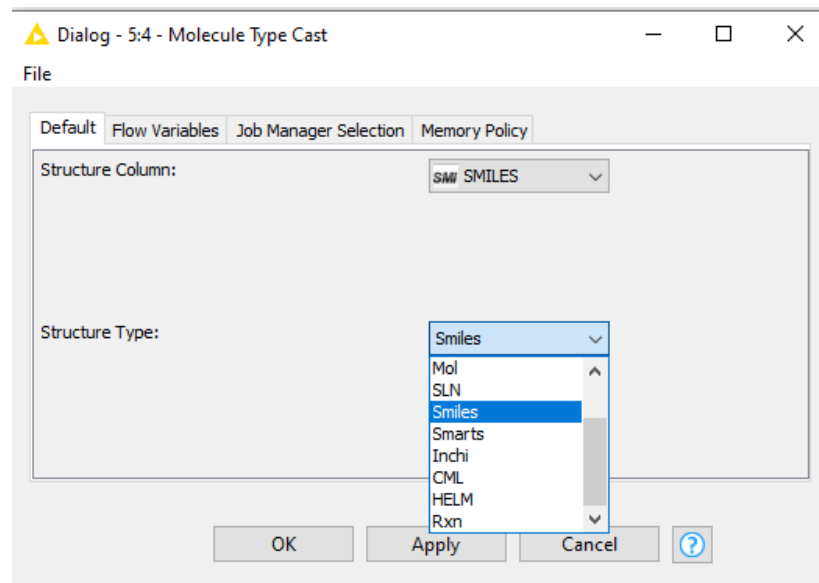 Dialog - 5:4 - Molecule Type Cast
File
Default Flow Variables Job Manager Selection Memory Policy
Structure Column:
SMI SMILES
Structure Type:
Smiles
Mol
SLN
Smiles
Smarts
Inchi
CML
HELM
Rxn
OK Apply Cancel ?